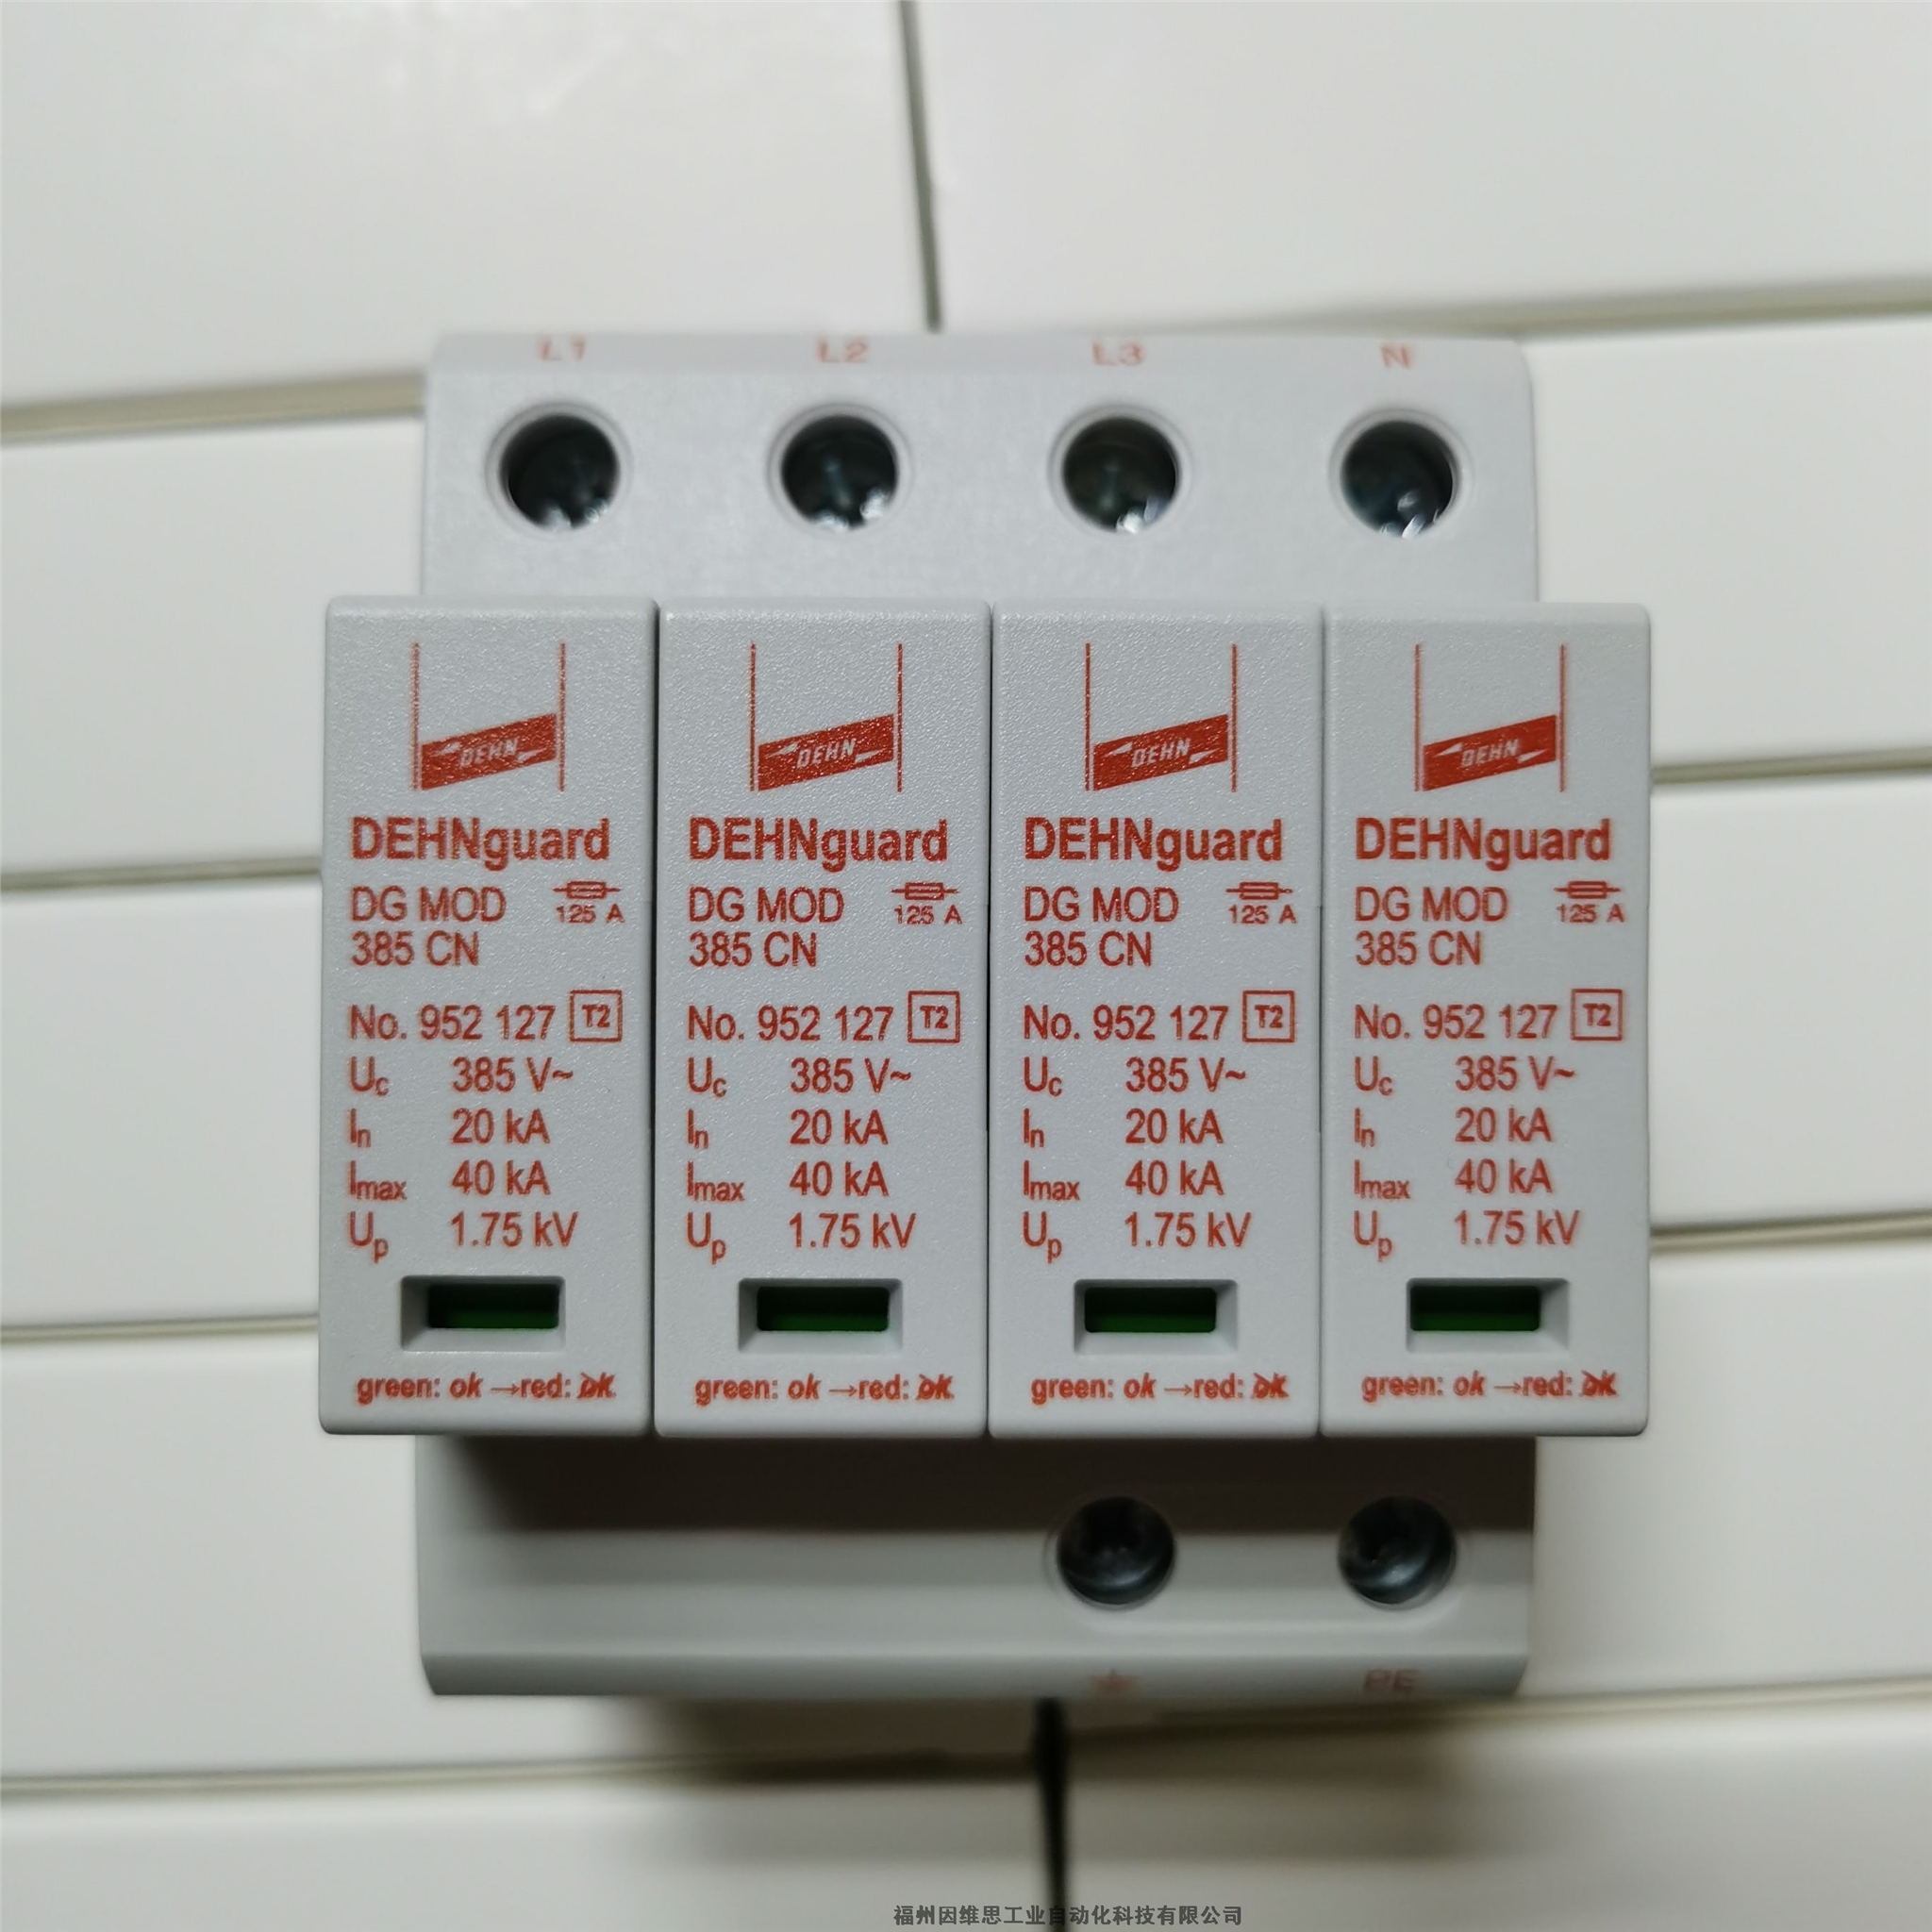 L1 L2 L3 N
DEHN DEHN DEHN DEHN
DEHNguard DEHNguard DEHNguard DEHNguard
DG MOD 125 A DG MOD 125 A DG MOD 125 A DG MOD 125 A
385 CN 385 CN 385 CN 385 CN
No. 952 127 T2 No. 952 127 T2 No. 952 127 T2 No. 952 127 T2
Uc 385 V~ Uc 385 V~ Uc 385 V~ Uc 385 V~
In 20 kA In 20 kA In 20 kA In 20 kA
Imax 40 kA Imax 40 kA Imax 40 kA Imax 40 kA
Up 1.75 kV Up 1.75 kV Up 1.75 kV Up 1.75 kV
green: ok →red: ok green: ok →red: ok green: ok →red: ok green: ok →red: ok
PE
福州因维思工业自动化科技有限公司